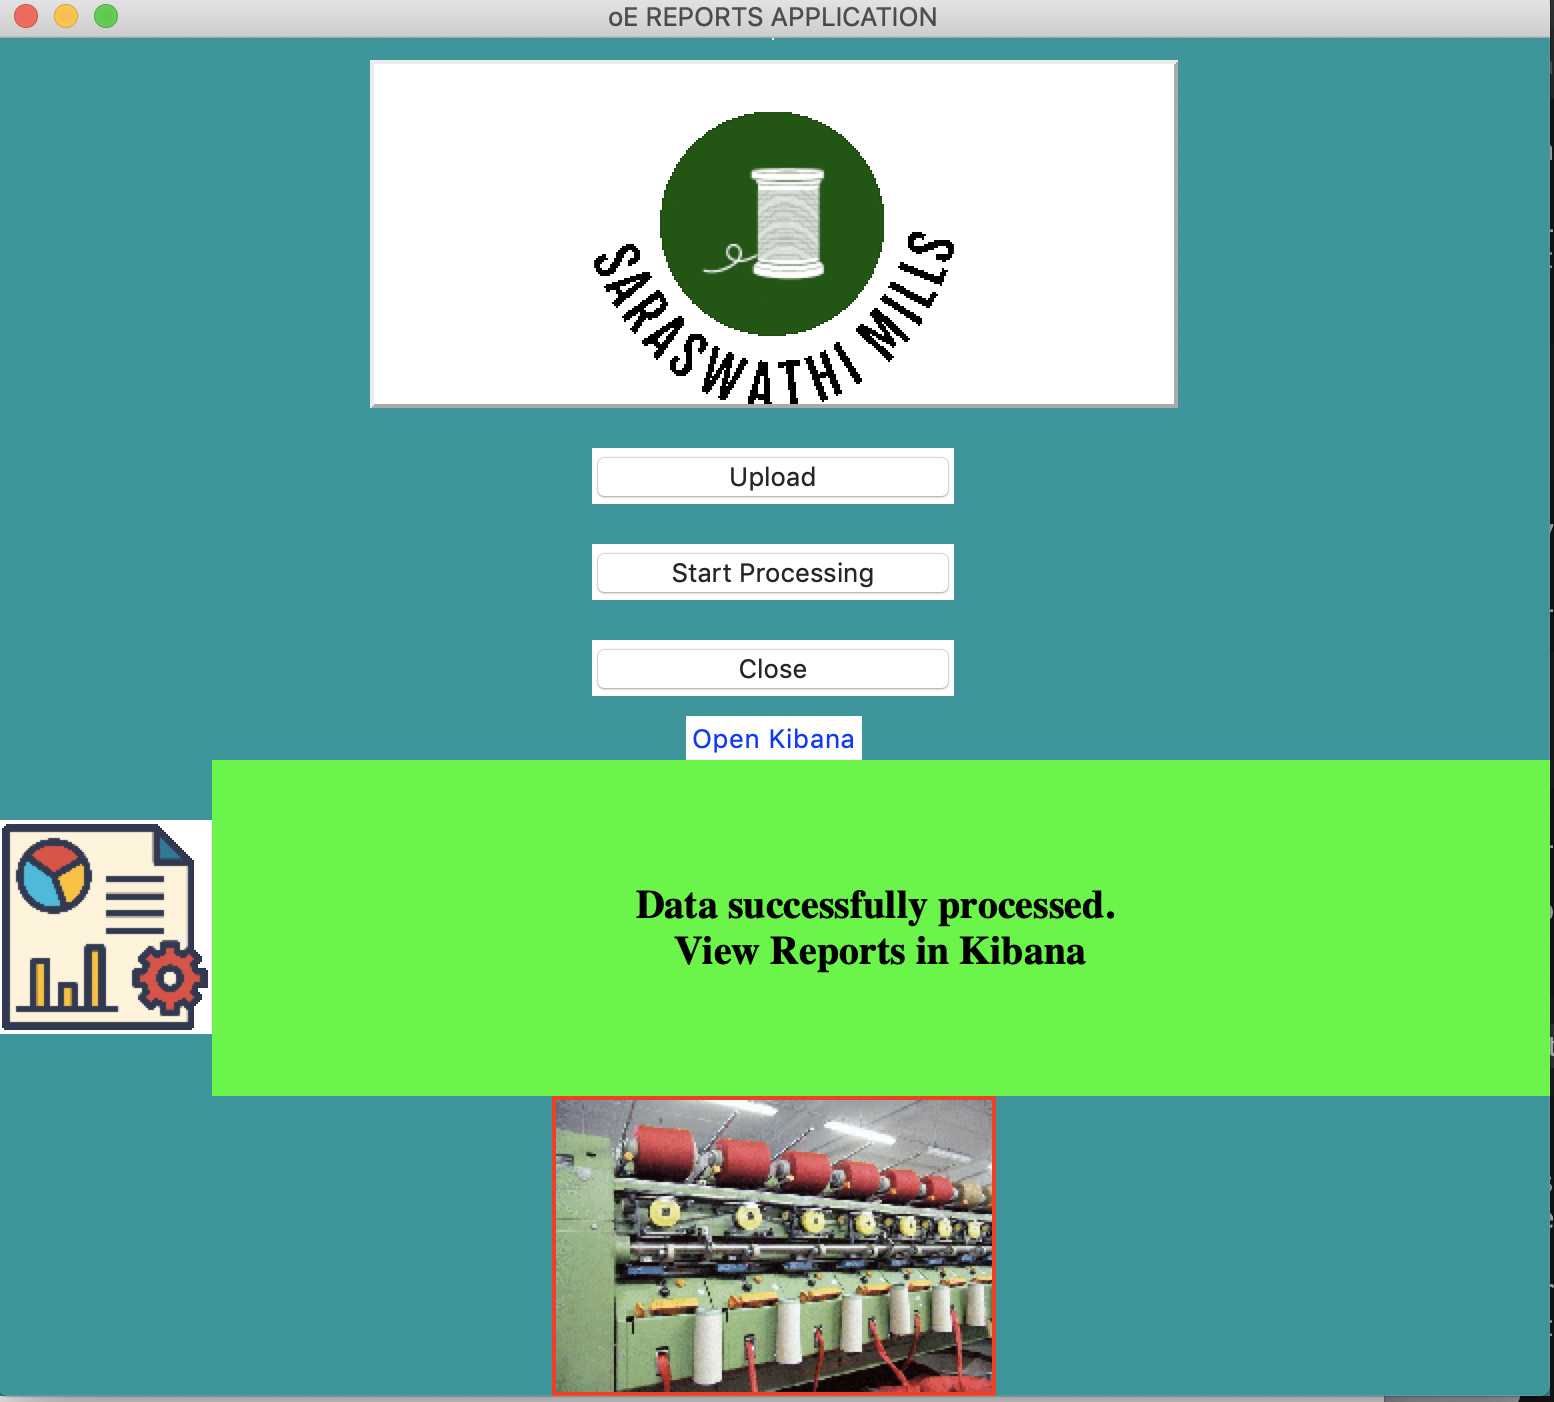 oE REPORTS APPLICATION
SARASWATHI MILLS
Upload
Start Processing
Close
Open Kibana
Data successfully processed.
View Reports in Kibana